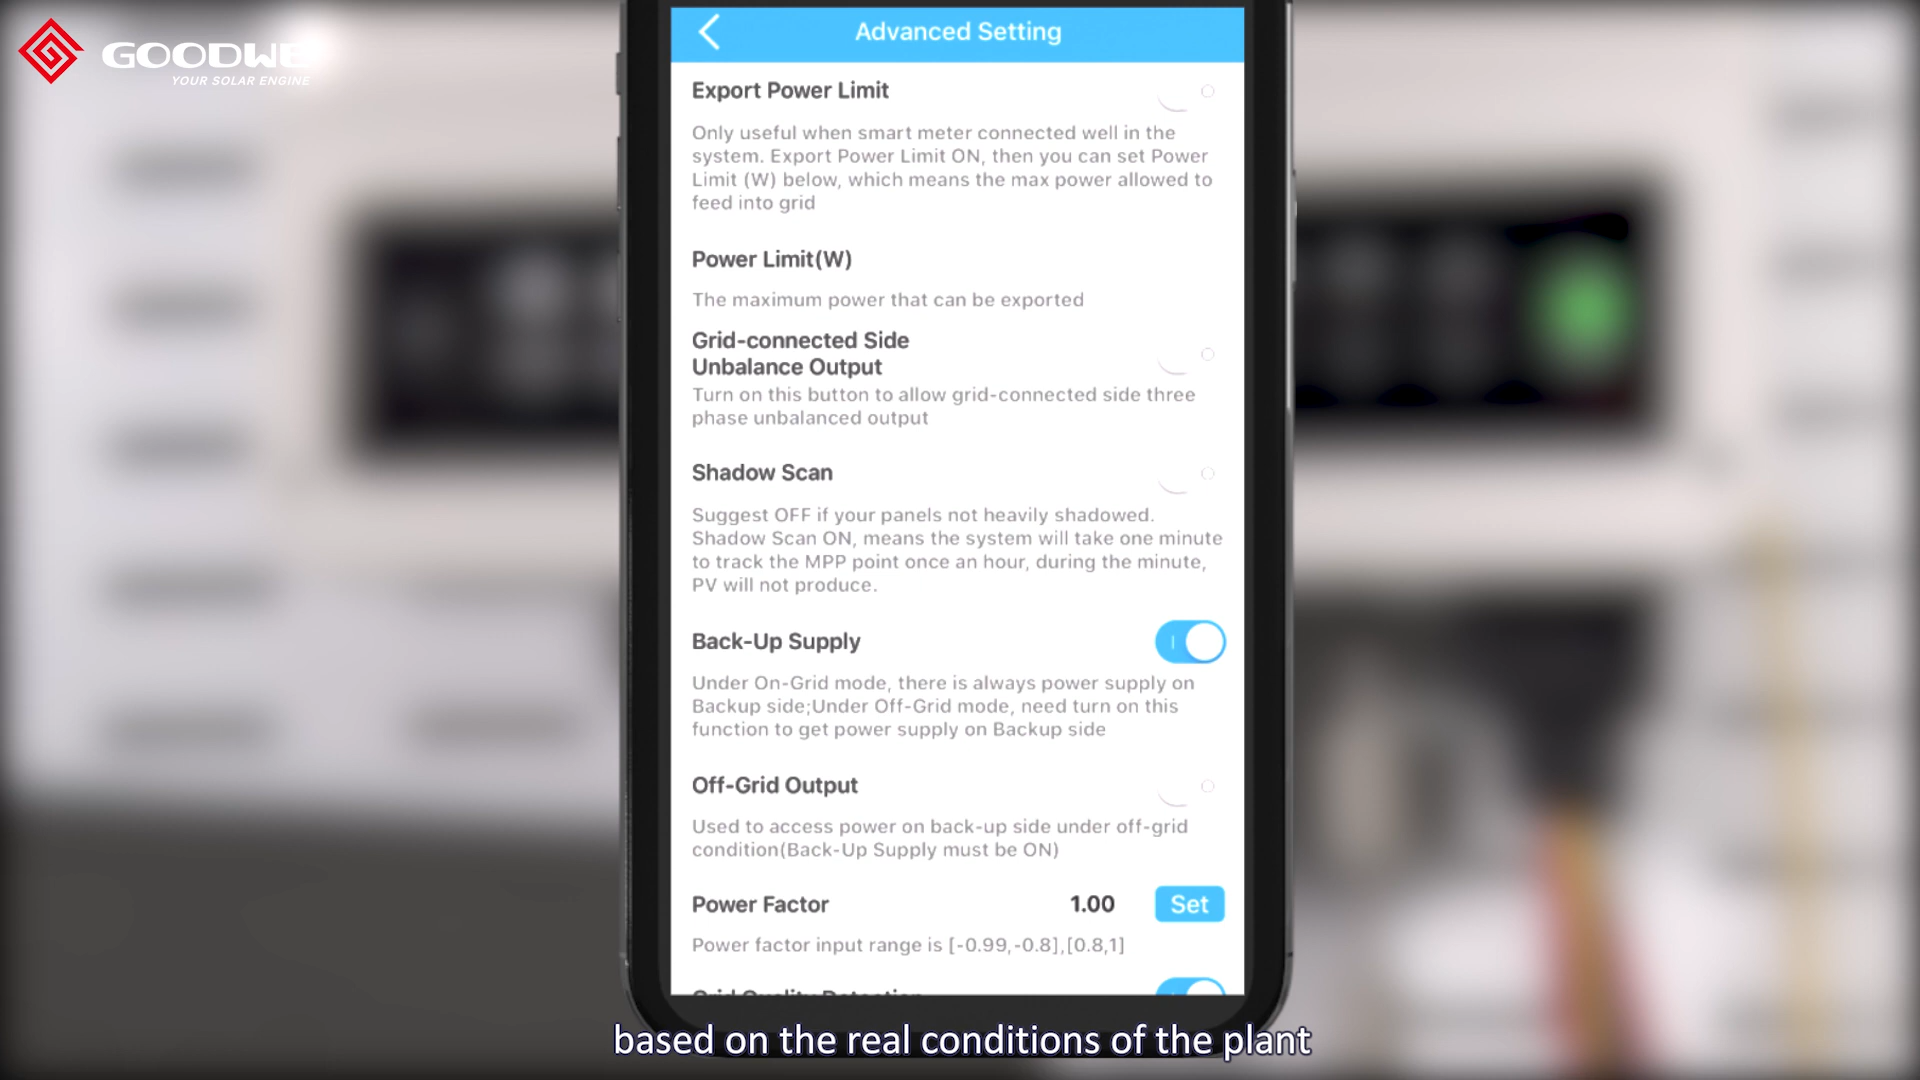 GOODWE
YOUR SOLAR ENGINE
Advanced Setting
Export Power Limit
Only useful when smart meter connected well in the
system. Export Power Limit ON, then you can set Power
Limit (W) below, which means the max power allowed to
feed into grid
Power Limit(W)
The maximum power that can be exported
Grid-connected Side
Unbalance Output
Turn on this button to allow grid-connected side three
phase unbalanced output
Shadow Scan
Suggest OFF if your panels not heavily shadowed.
Shadow Scan ON, means the system will take one minute
to track the MPP point once an hour, during the minute,
PV will not produce.
Back-Up Supply
Under On-Grid mode, there is always power supply on
Backup side;Under Off-Grid mode, need turn on this
function to get power supply on Backup side
Off-Grid Output
Used to access power on back-up side under off-grid
condition(Back-Up Supply must be ON)
Power Factor 1.00 Set
Power factor input range is [-0.99,-0.8],[0.8,1]
Grid Quality Detection
based on the real conditions of the plant